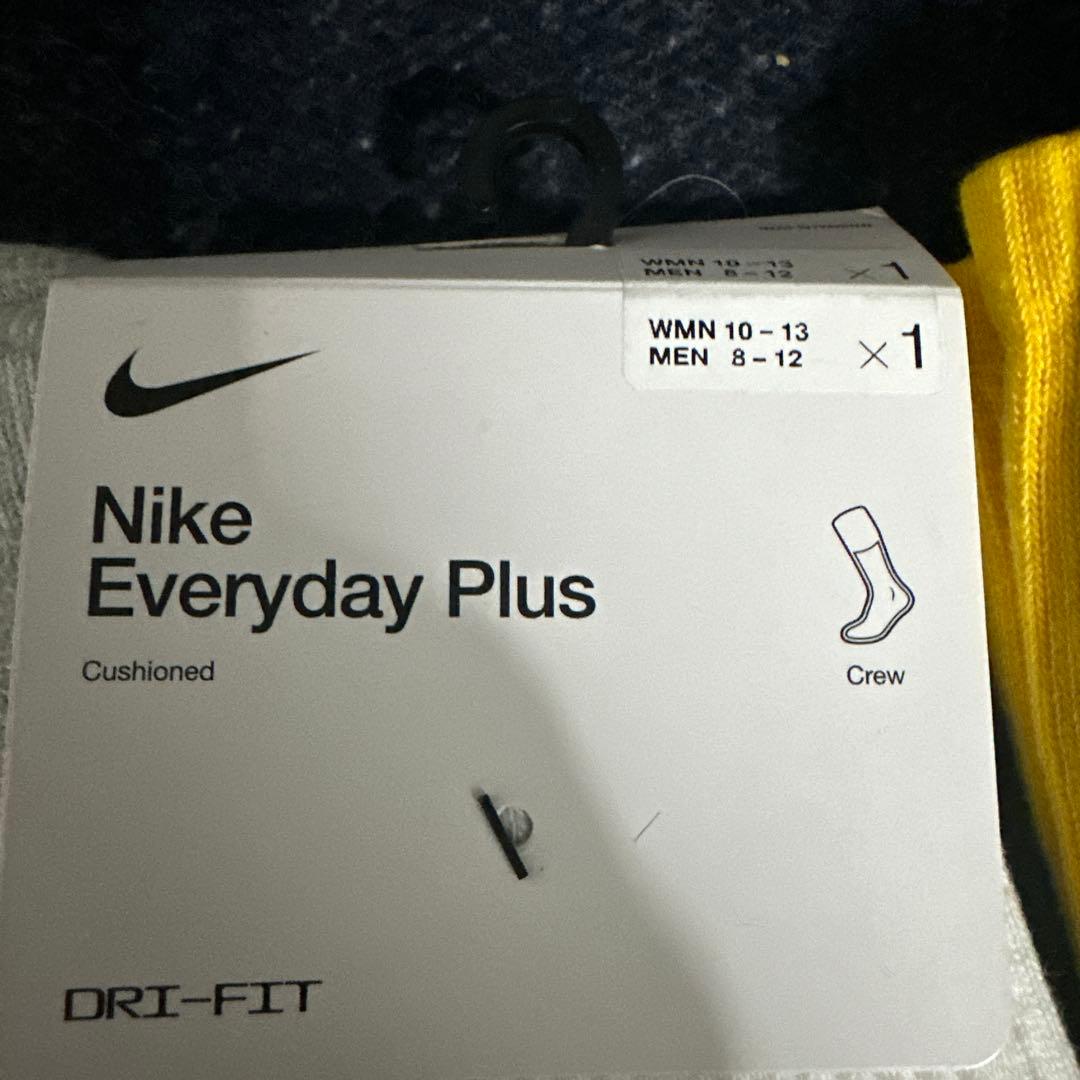 WMN 10 – 13
MEN 8 – 12 × 1
WMN 10 – 13
MEN 8 – 12 × 1
Nike
Everyday Plus
Cushioned
Crew
DRI-FIT